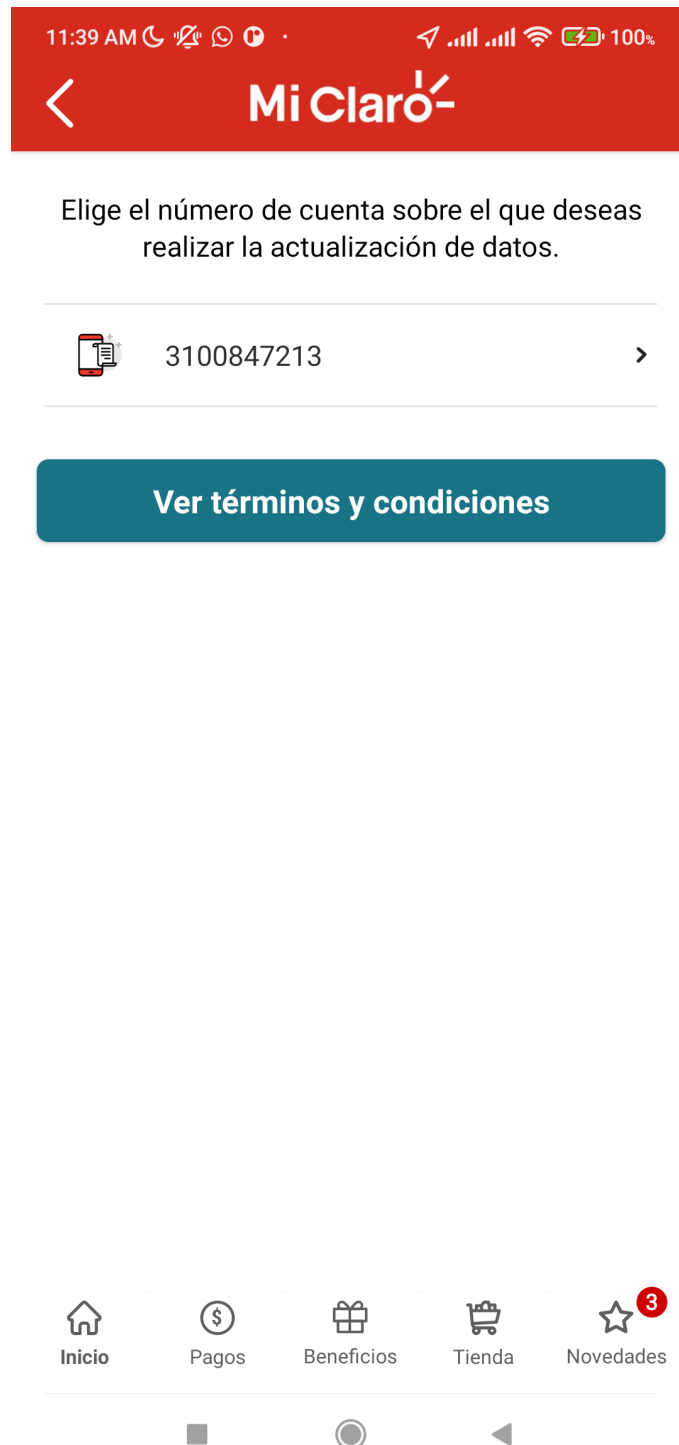 11:39 AM 100%
Mi Claro
Elige el número de cuenta sobre el que deseas
realizar la actualización de datos.
3100847213
Ver términos y condiciones
3
Inicio Pagos Beneficios Tienda Novedades